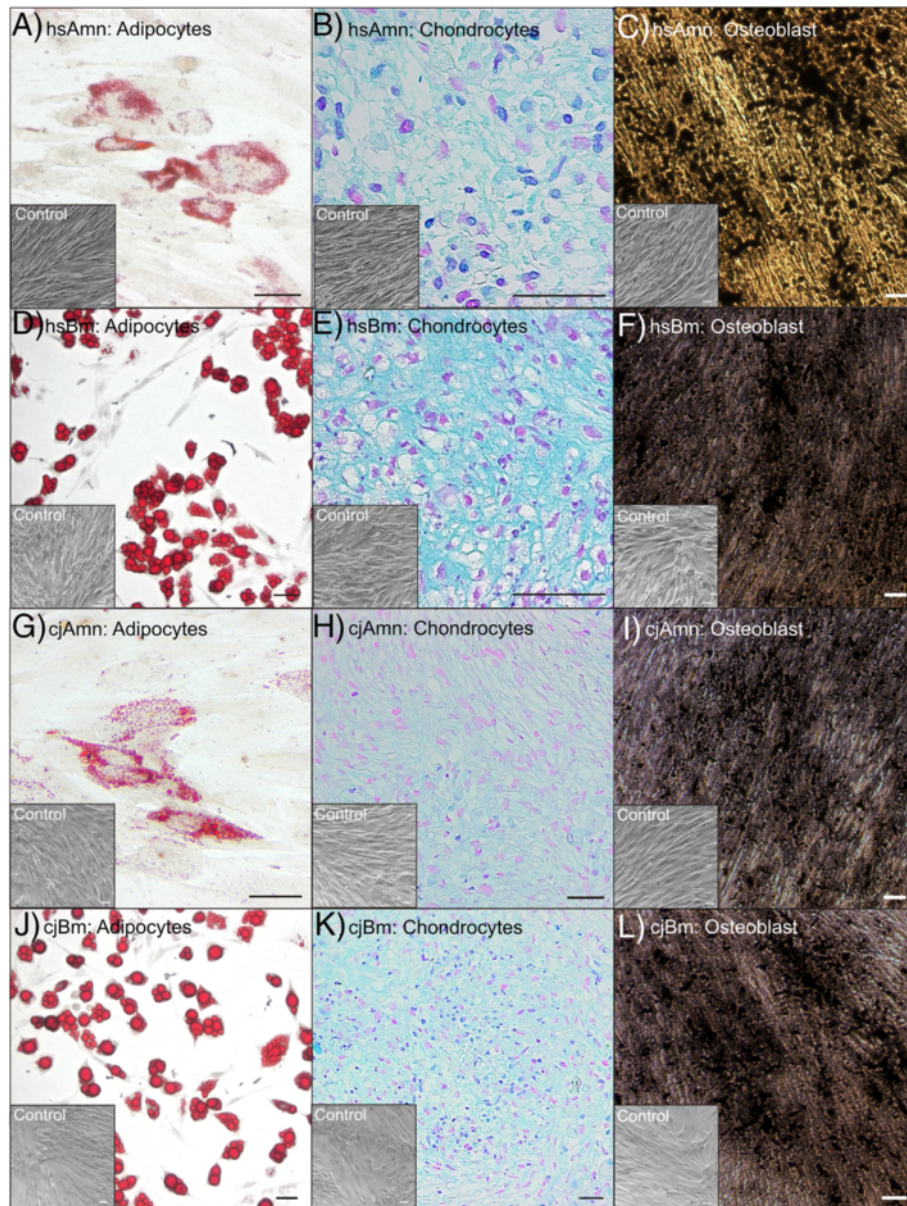 A) hsAmn: Adipocytes
Control
B) hsAmn: Chondrocytes
Control
C) hsAmn: Osteoblast
Control
D) hsBm: Adipocytes
Control
E) hsBm: Chondrocytes
Control
F) hsBm: Osteoblast
Control
G) cjAmn: Adipocytes
Control
H) cjAmn: Chondrocytes
Control
I) cjAmn: Osteoblast
Control
J) cjBm: Adipocytes
Control
K) cjBm: Chondrocytes
Control
L) cjBm: Osteoblast
Control